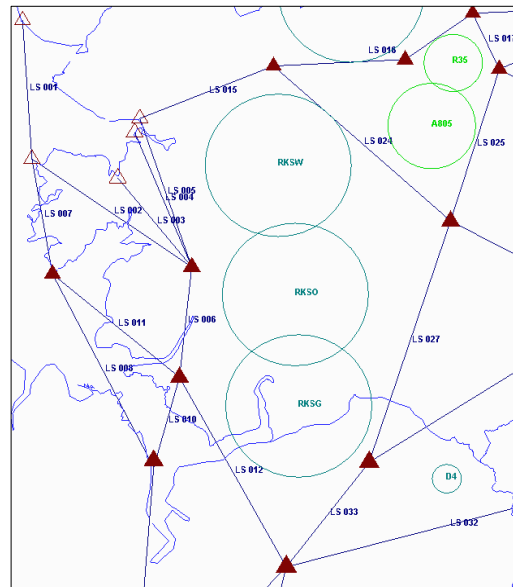 LS 016
LS 017
R35
LS 001
LS 015
A805
LS 024
LS 025
RKSW
LS 005
LS 004
LS 002
LS 007
LS 003
RKSO
LS 011
LS 006
LS 027
LS 008
RKSG
LS 010
LS 012
D4
LS 033
LS 032